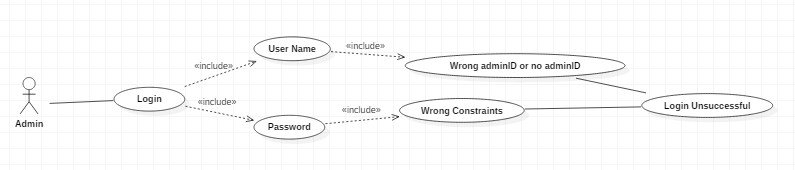 User Name
«include»
«include»
Wrong adminID or no adminID
Login
«include»
«include»
Wrong Constraints
Login Unsuccessful
Admin
Password